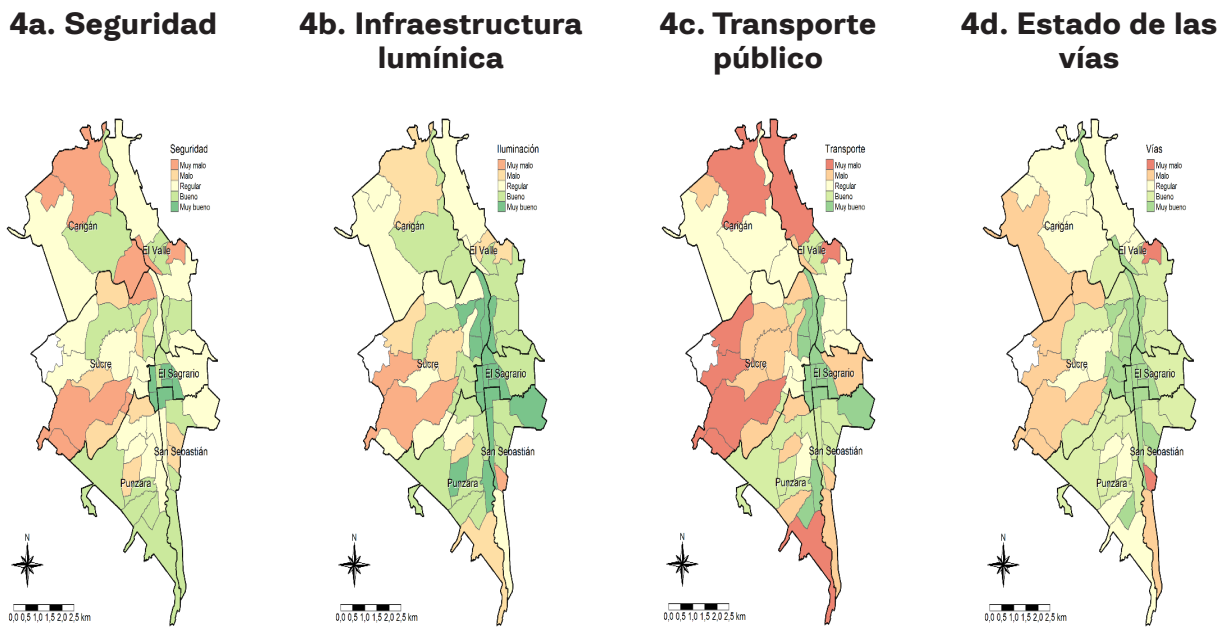 4a. Seguridad
4b. Infraestructura
lumínica
4c. Transporte
público
4d. Estado de las
vías
Seguridad
Muy malo
Malo
Regular
Bueno
Muy bueno
Carigán
El Valle
Sucre
El Sagrario
San Sebastián
Punzara
N
0,0 0,5 1,0 1,5 2,0 2,5 km
Iluminación
Muy malo
Malo
Regular
Bueno
Muy bueno
Carigán
El Valle
Sucre
El Sagrario
San Sebastián
Punzara
N
0,0 0,5 1,0 1,5 2,0 2,5 km
Transporte
Muy malo
Malo
Regular
Bueno
Muy bueno
Carigán
El Valle
Sucre
El Sagrario
San Sebastián
Punzara
N
0,0 0,5 1,0 1,5 2,0 2,5 km
Vías
Muy malo
Malo
Regular
Bueno
Muy bueno
Carigán
El Valle
Sucre
El Sagrario
San Sebastián
Punzara
N
0,0 0,5 1,0 1,5 2,0 2,5 km